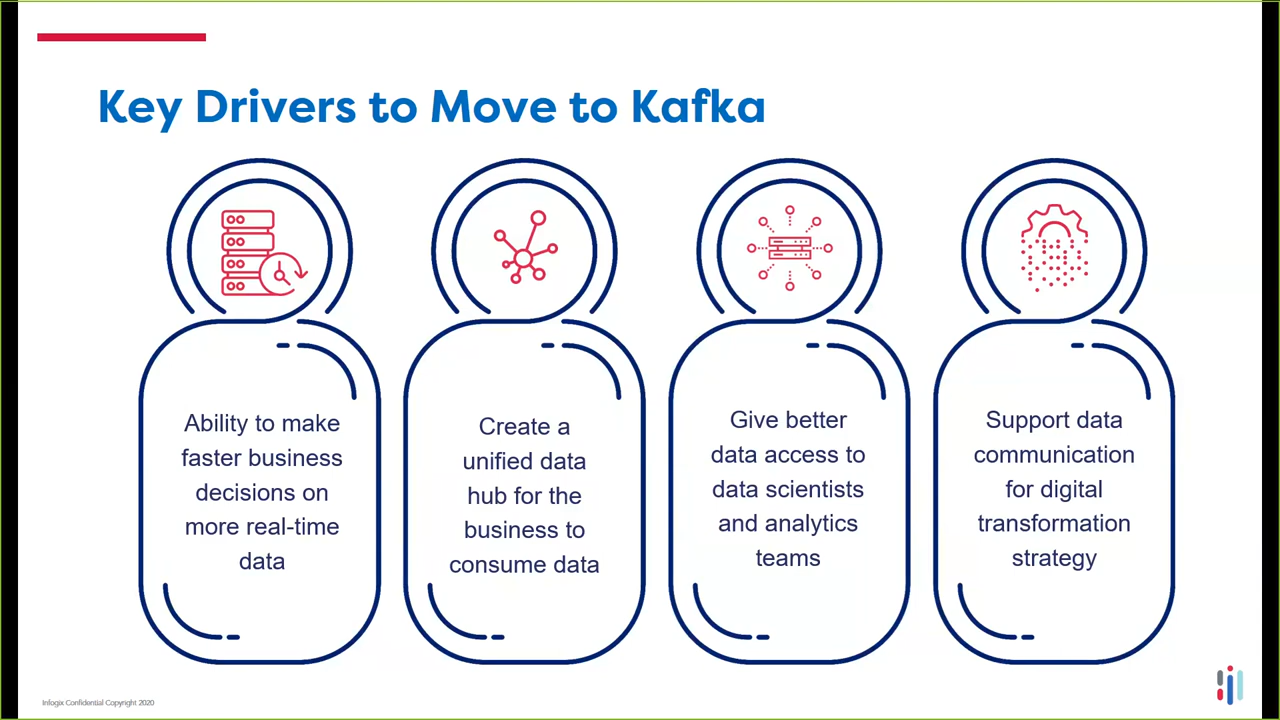 Key Drivers to Move to Kafka
Ability to make
faster business
decisions on
more real-time
data
Create a
unified data
hub for the
business to
consume data
Give better
data access to
data scientists
and analytics
teams
Support data
communication
for digital
transformation
strategy
Infogix Confidential Copyright 2020